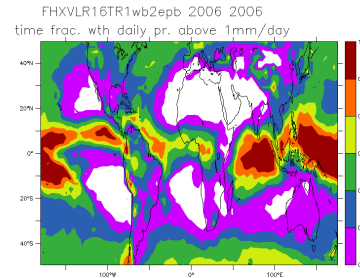 FHXVLR16TR1wb2epb 2006 2006
time frac. wth daily pr. above 1mm/day
40°N
20°N
0°
20°S
40°S
100°W
0°
100°E